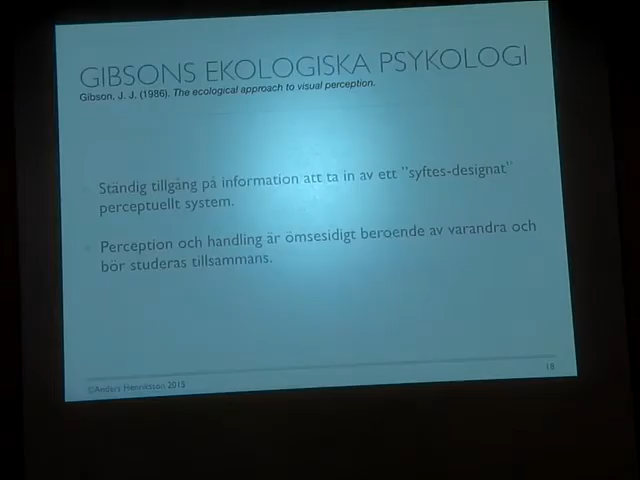 GIBSONS EKOLOGISKA PSYKOLOGI
Gibson, J. J. (1986). The ecological approach to visual perception.
Ständig tillgång på information att ta in av ett "syftes-designat"
perceptuellt system.
Perception och handling är ömsesidigt beroende av varandra och
bör studeras tillsammans.
©Anders Henriksson 2015
18